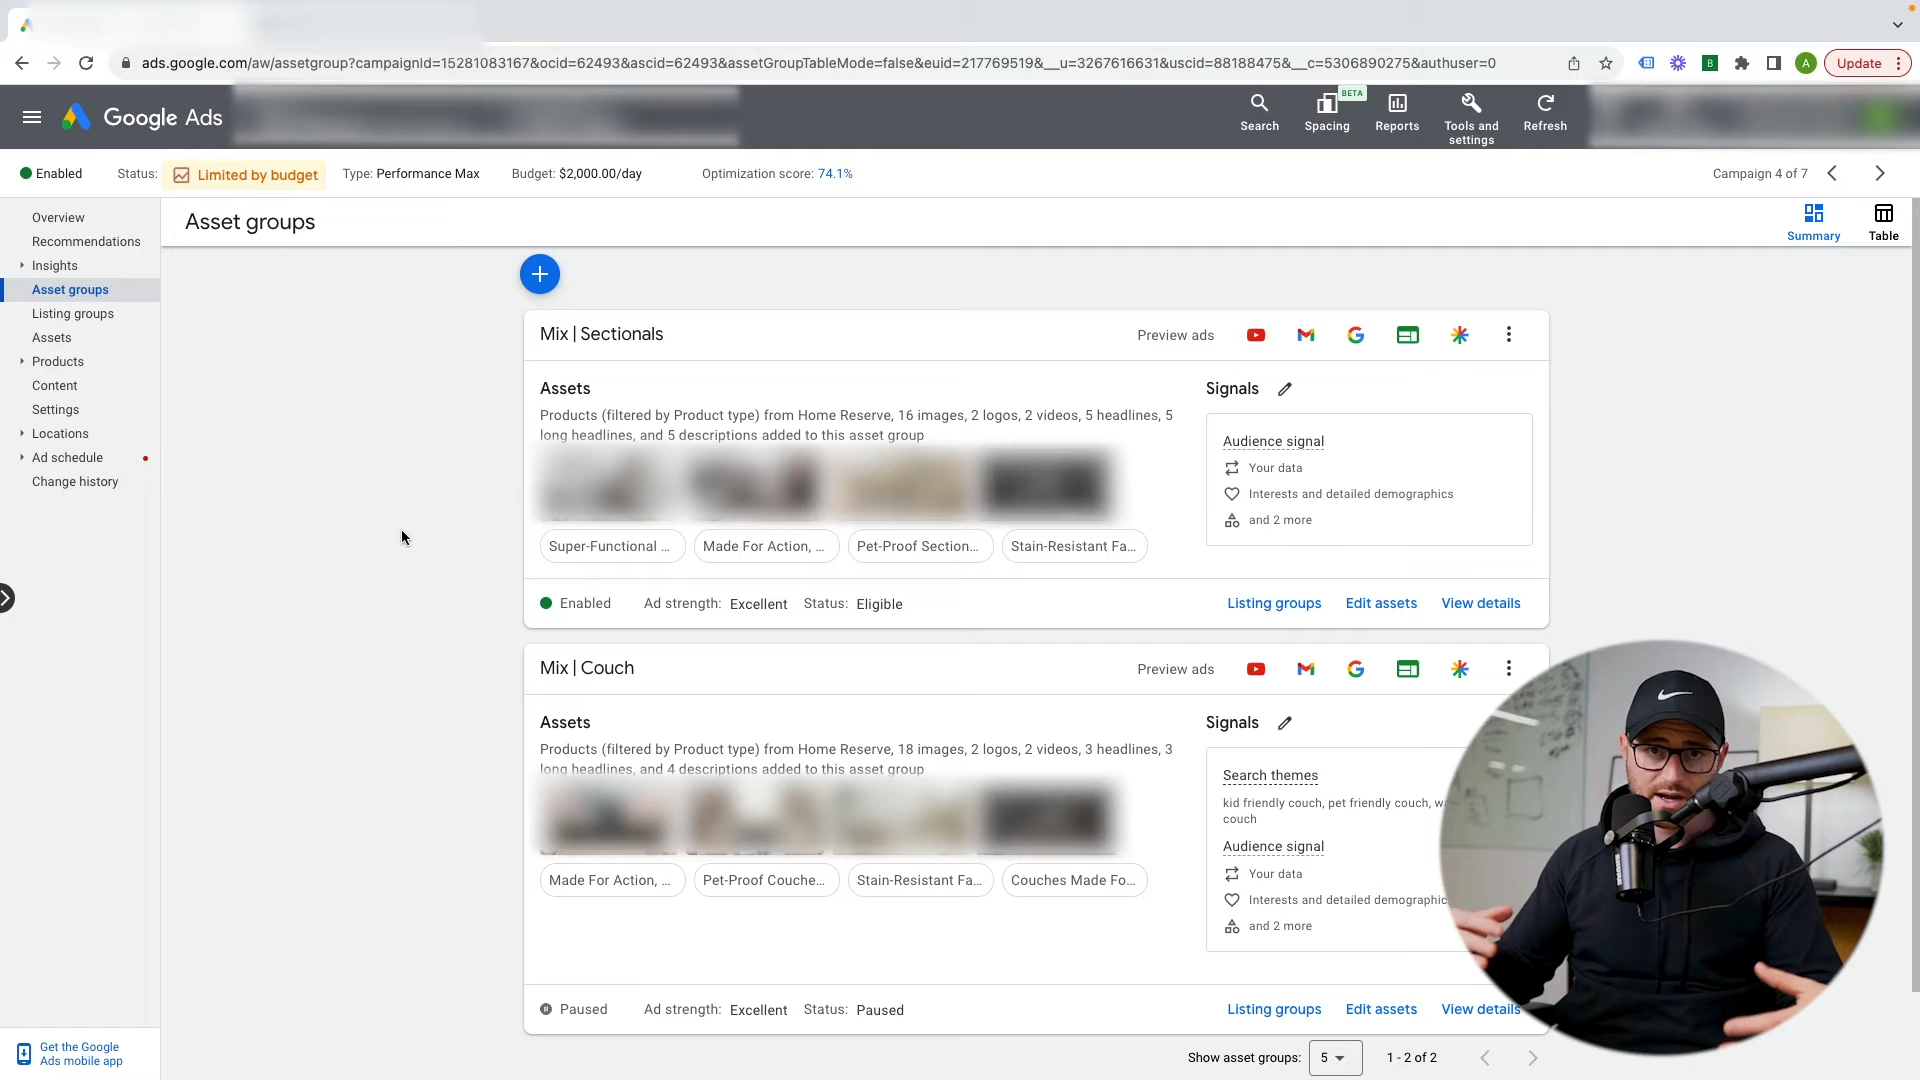 ads.google.com/aw/assetgroup?campaignId=15281083167&ocid=62493&ascid=62493&assetGroupTableMode=false&euid=217769519&__u=3267616631&uscid=88188475&__c=5306890275&authuser=0
B
A
Update
Google Ads
Search
Spacing
BETA
Reports
Tools and
settings
Refresh
Enabled
Status: Limited by budget
Type: Performance Max
Budget: $2,000.00/day
Optimization score: 74.1%
Campaign 4 of 7
Overview
Recommendations
Insights
Asset groups
Listing groups
Assets
Products
Content
Settings
Locations
Ad schedule
Change history
Get the Google
Ads mobile app
Asset groups
Summary
Table
Mix | Sectionals
Preview ads
Assets
Products (filtered by Product type) from Home Reserve, 16 images, 2 logos, 2 videos, 5 headlines, 5
long headlines, and 5 descriptions added to this asset group
Super-Functional ...
Made For Action, ...
Pet-Proof Section...
Stain-Resistant Fa...
Signals
Audience signal
Your data
Interests and detailed demographics
and 2 more
Enabled
Ad strength: Excellent
Status: Eligible
Listing groups
Edit assets
View details
Mix | Couch
Preview ads
Assets
Products (filtered by Product type) from Home Reserve, 18 images, 2 logos, 2 videos, 3 headlines, 3
long headlines, and 4 descriptions added to this asset group
Made For Action, ...
Pet-Proof Couche...
Stain-Resistant Fa...
Couches Made Fo...
Signals
Search themes
kid friendly couch, pet friendly couch, wa
couch
Audience signal
Your data
Interests and detailed demographic
and 2 more
Paused
Ad strength: Excellent
Status: Paused
Listing groups
Edit assets
View details
Show asset groups: 5
1 - 2 of 2